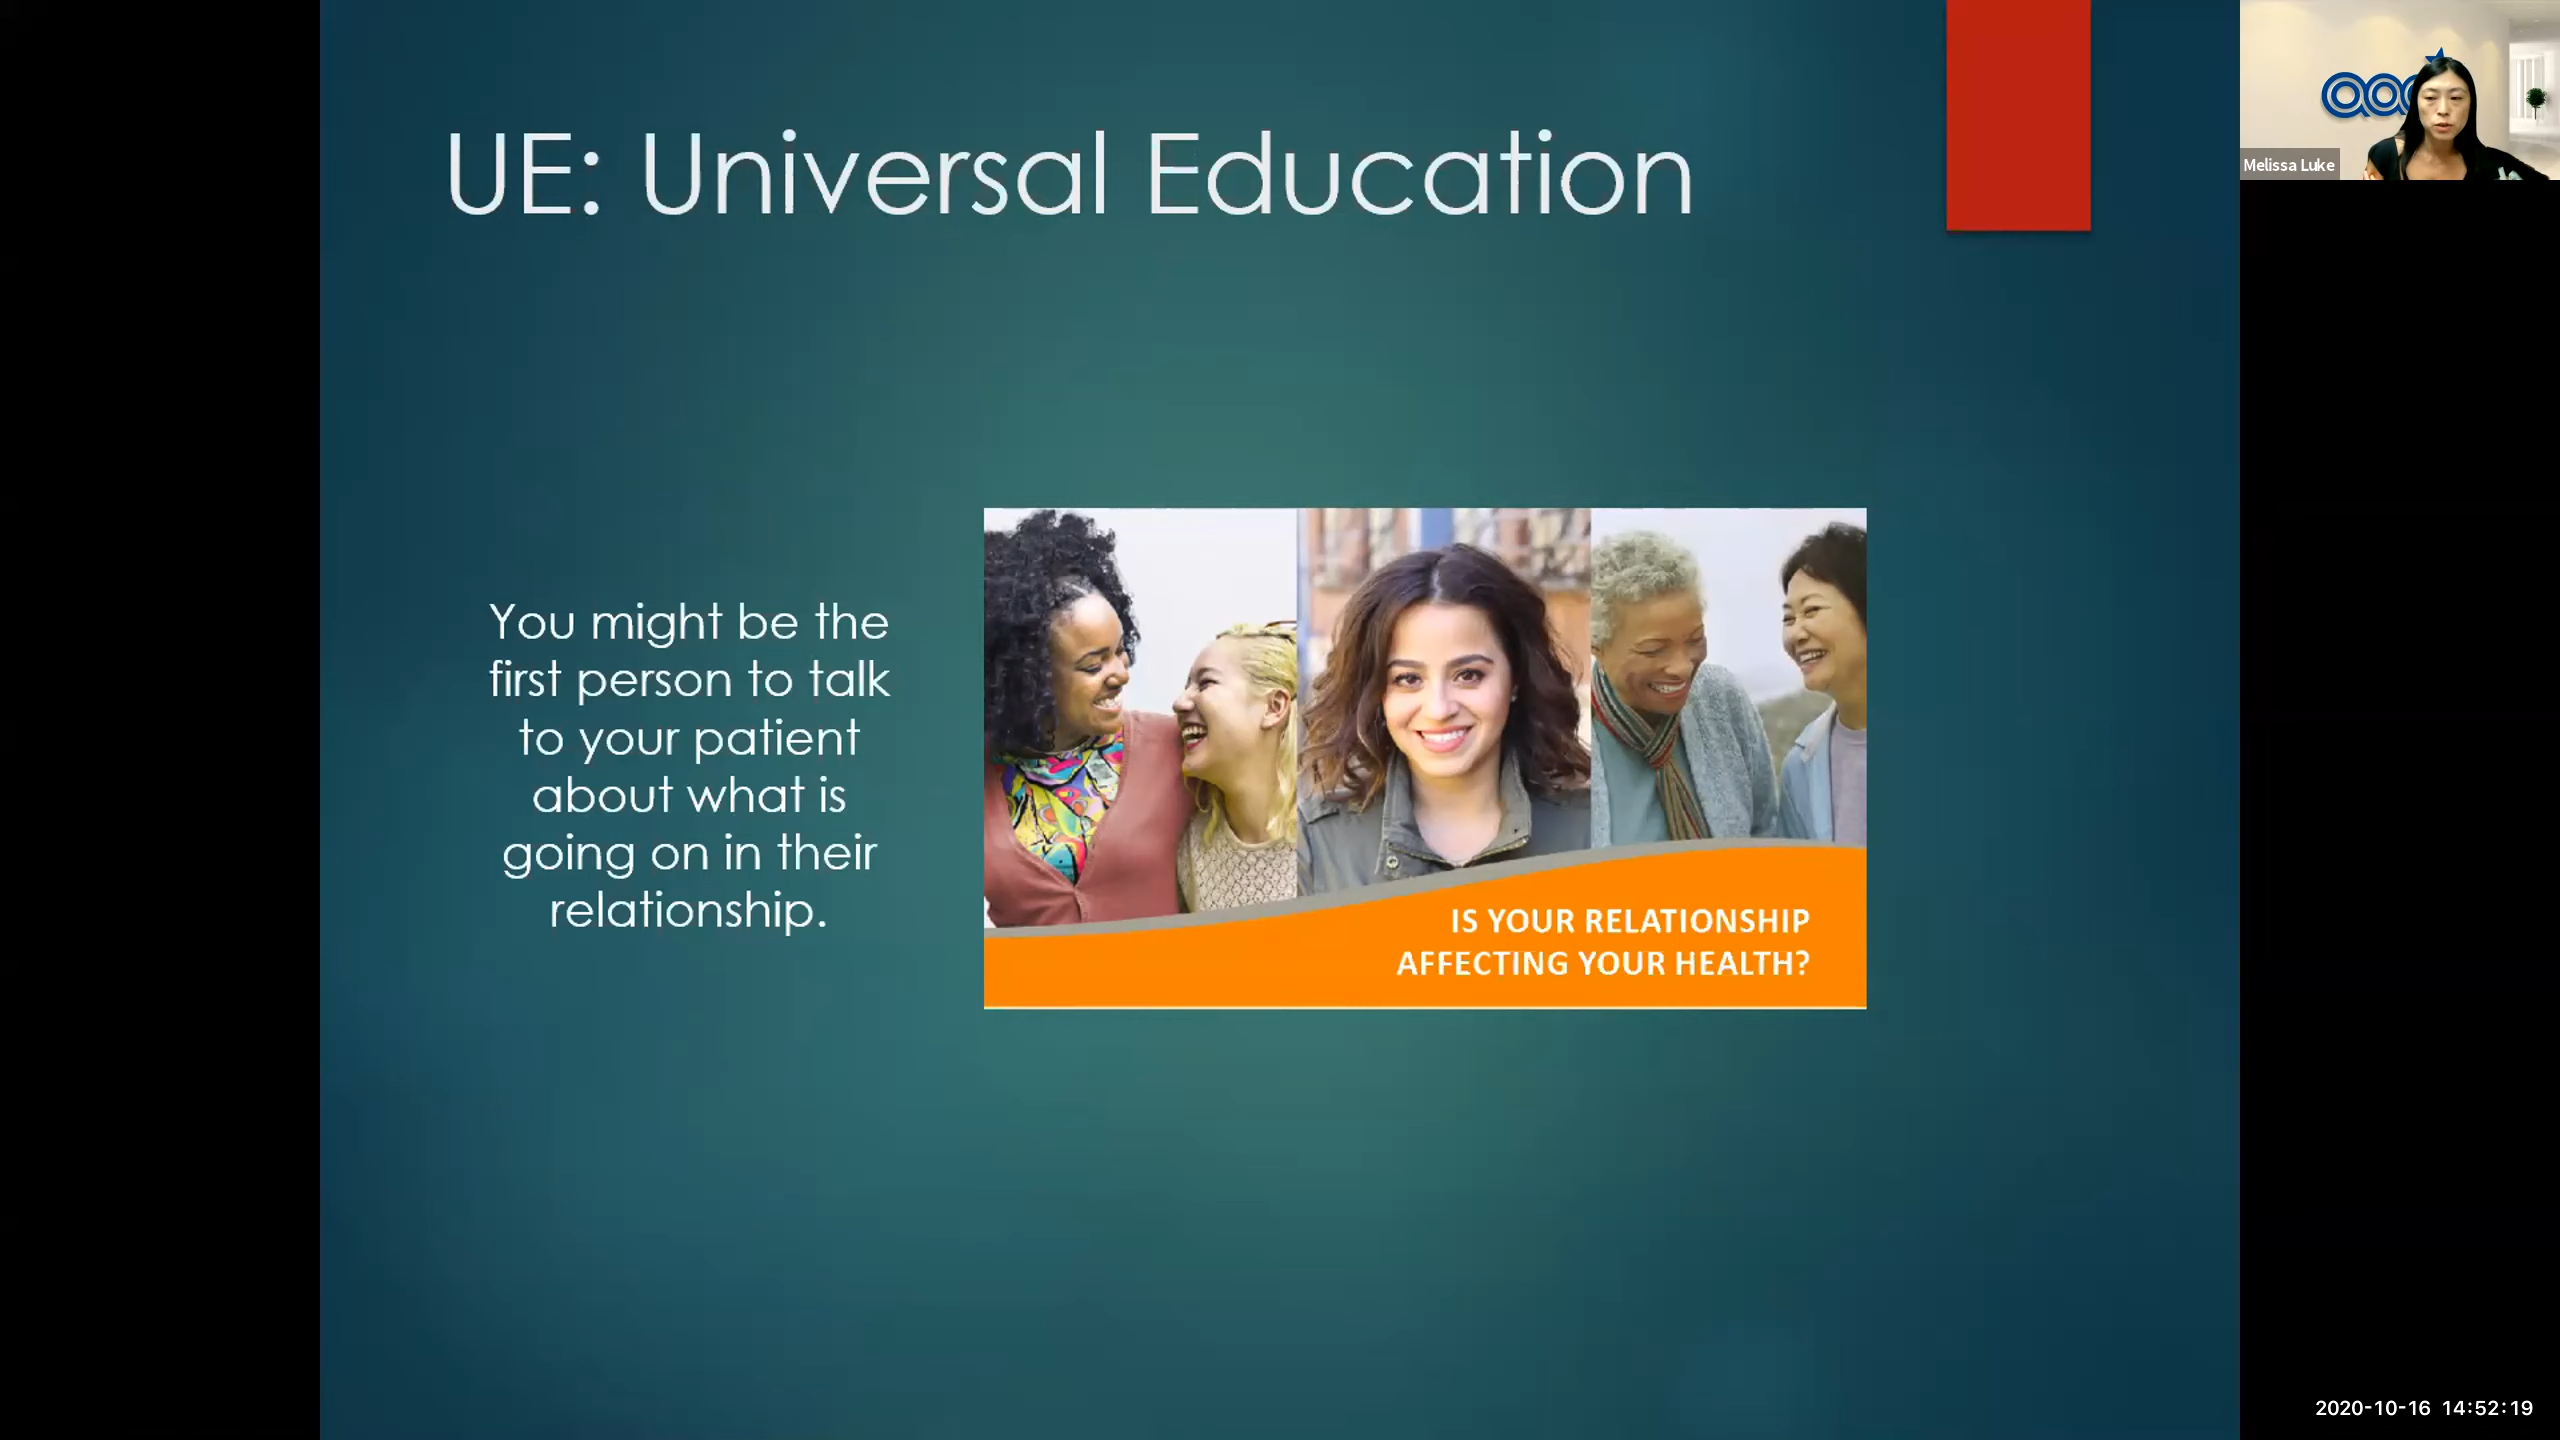 UE: Universal Education
You might be the
first person to talk
to your patient
about what is
going on in their
relationship.
IS YOUR RELATIONSHIP
AFFECTING YOUR HEALTH?
Melissa Luke
2020-10-16 14:52:19